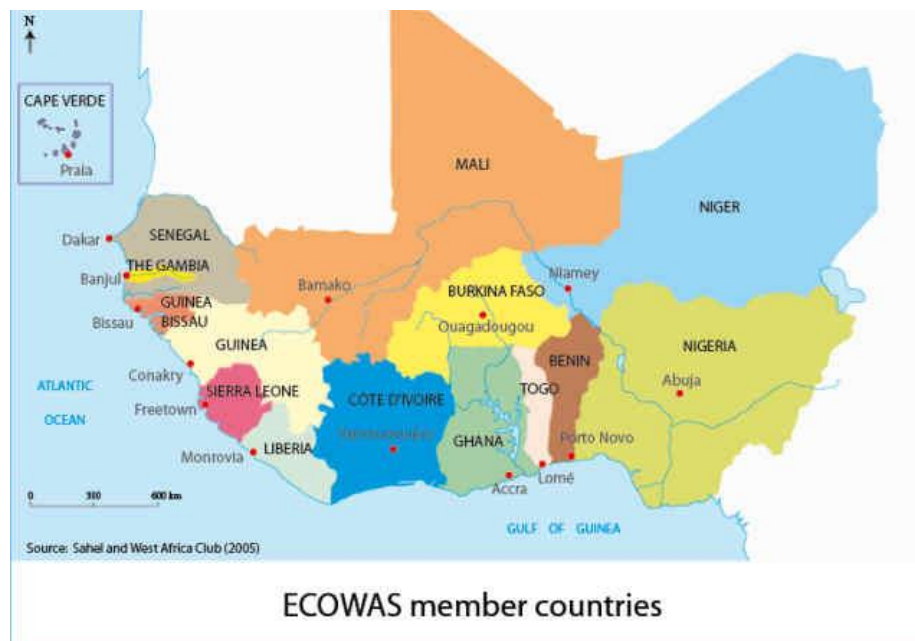 N
CAPE VERDE
Praia
MALI
NIGER
SENEGAL
Dakar
THE GAMBIA
Banjul
Bamako
Niamey
GUINEA
BISSAU
Bissau
BURKINA FASO
Ouagadougou
GUINEA
BENIN
NIGERIA
Conakry
SIERRA LEONE
CÔTE D'IVOIRE
TOGO
Abuja
ATLANTIC
OCEAN
Freetown
GHANA
Porto Novo
Monrovia
LIBERIA
Lomé
Accra
0 300 600 km
GULF OF GUINEA
Source: Sahel and West Africa Club (2005)
ECOWAS member countries